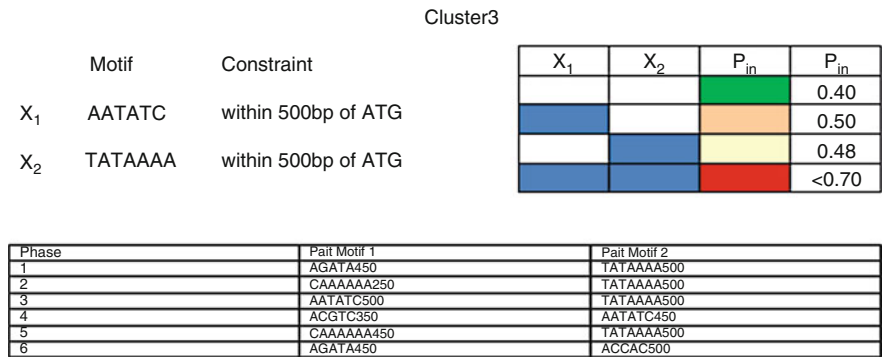 Cluster3
Motif Constraint
X1 AATATC within 500bp of ATG
X2 TATAAAA within 500bp of ATG
X1 X2 Pin Pin
0.40
0.50
0.48
<0.70
Phase Pait Motif 1 Pait Motif 2
1 AGATA450 TATAAAA500
2 CAAAAAA250 TATAAAA500
3 AATATC500 TATAAAA500
4 ACGTC350 AATATC450
5 CAAAAAA450 TATAAAA500
6 AGATA450 ACCAC500